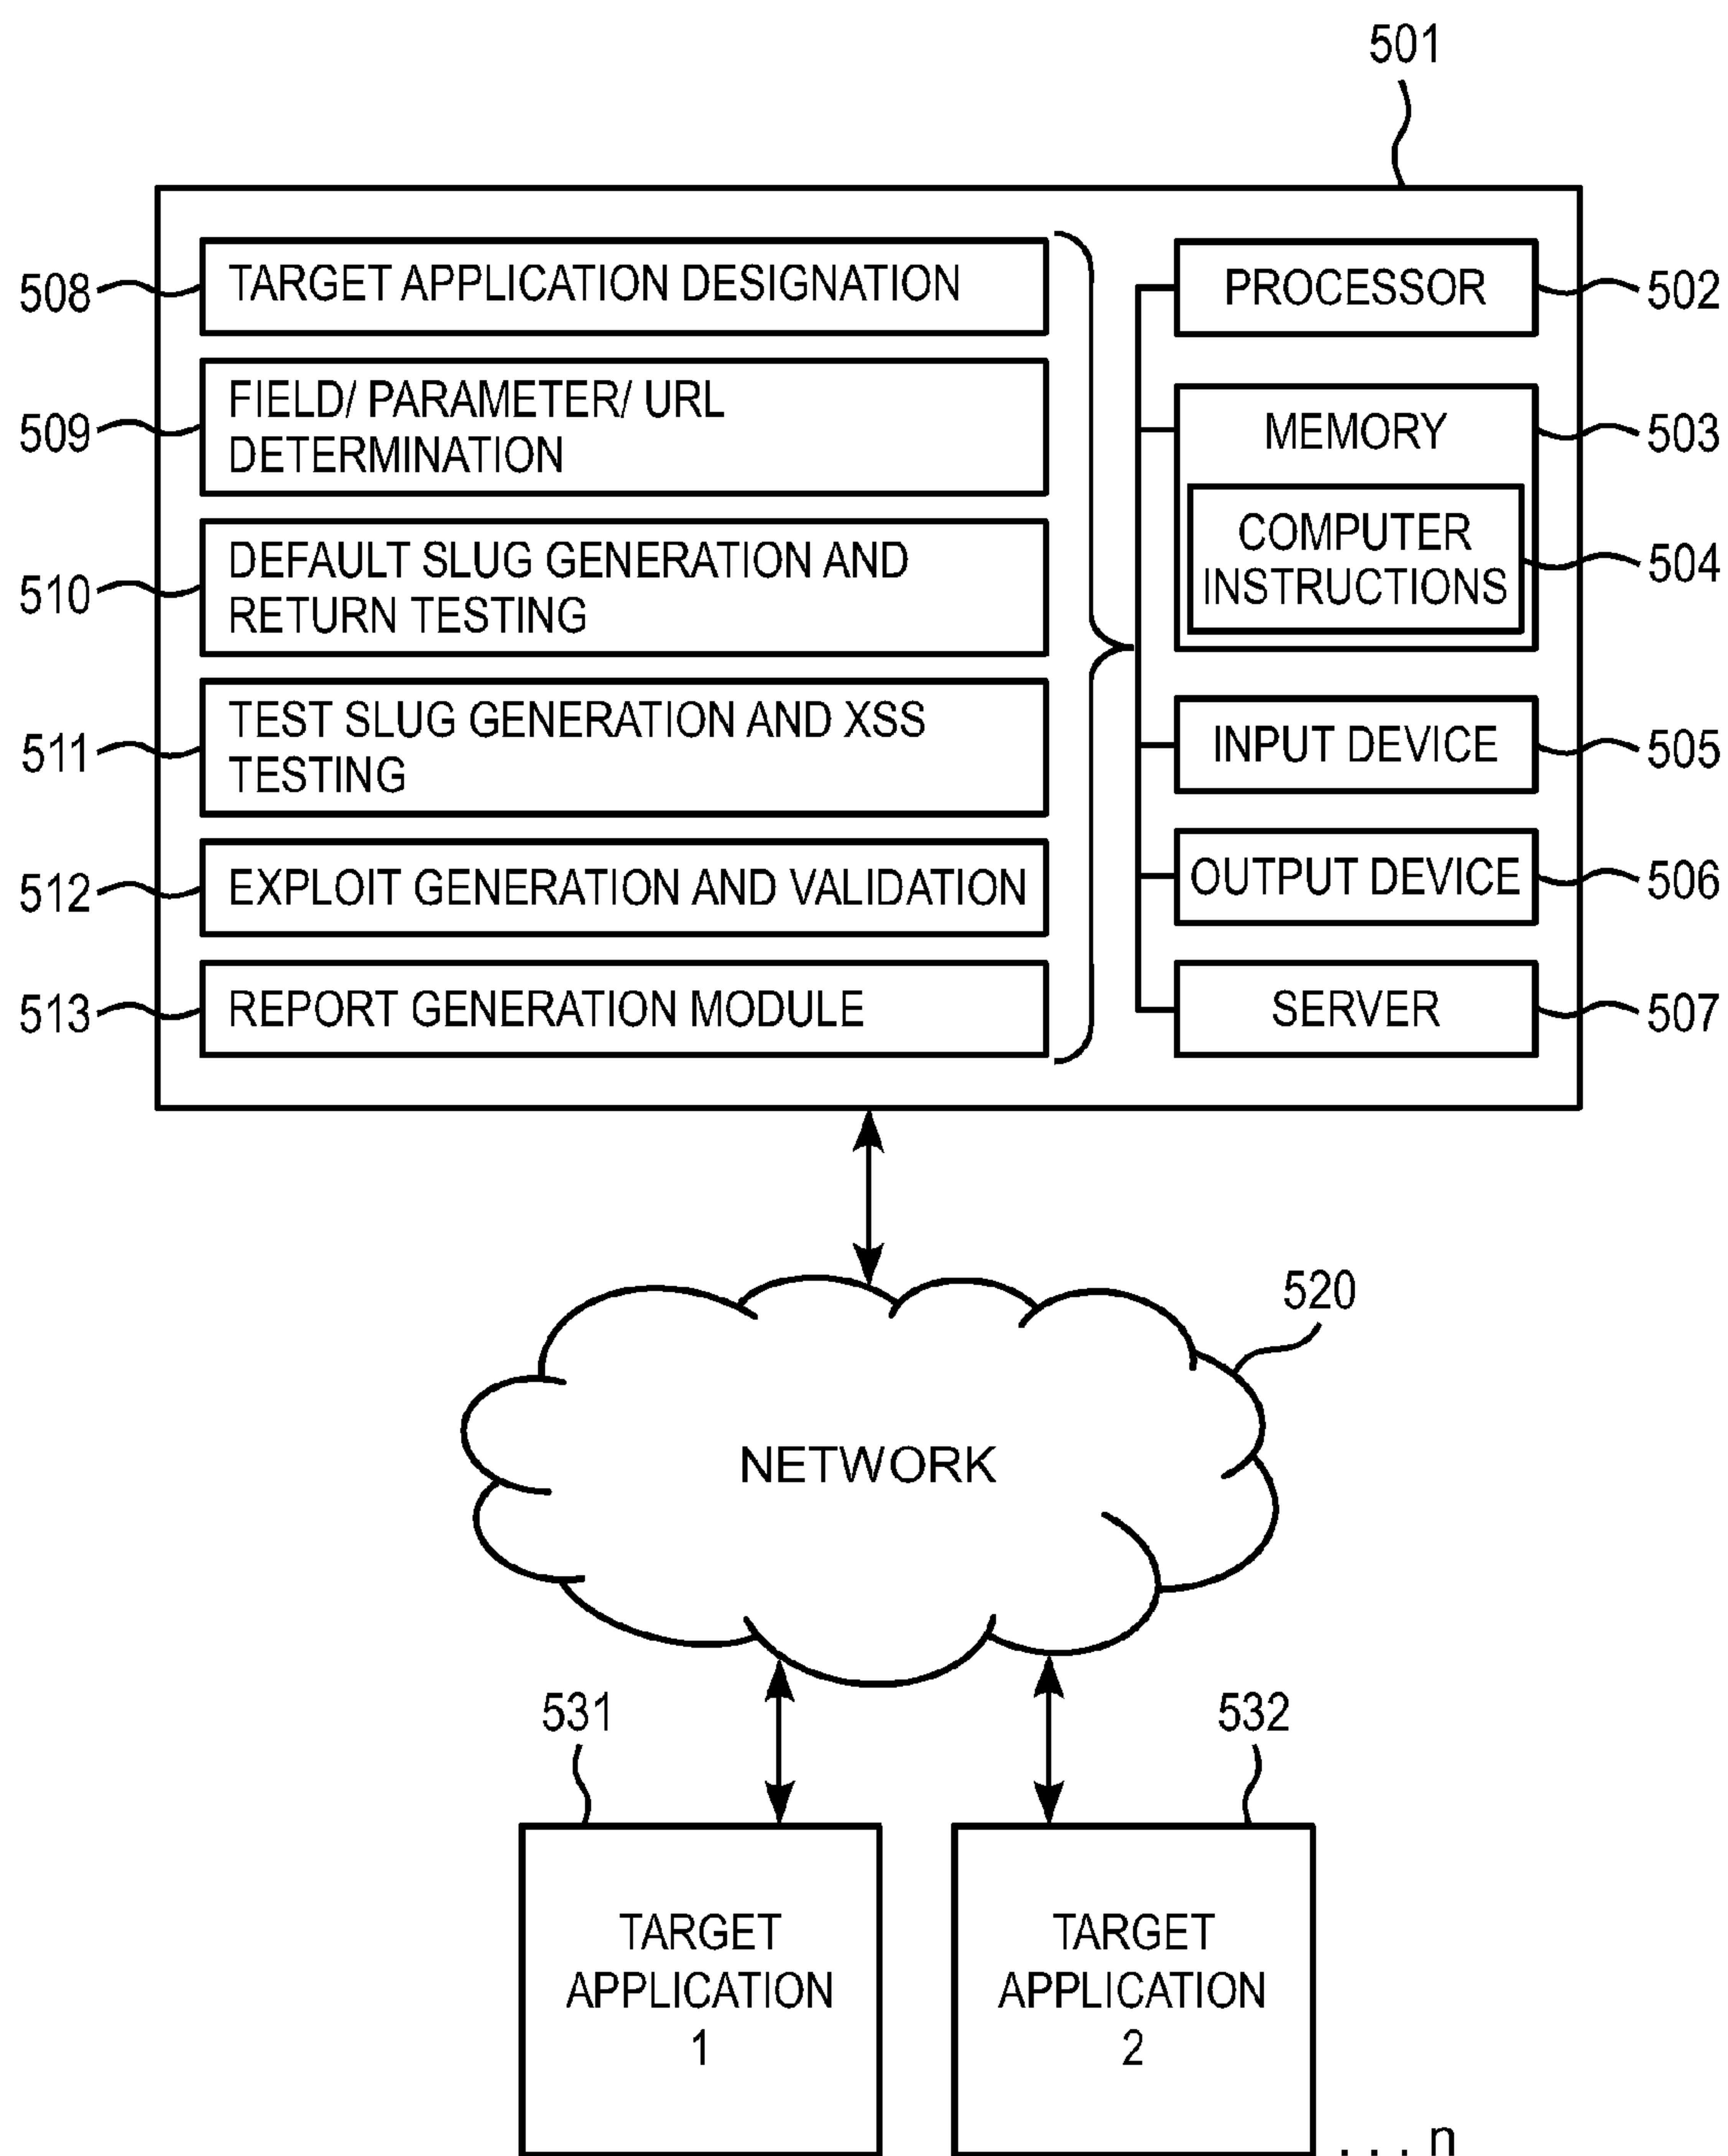 501
508
TARGET APPLICATION DESIGNATION
PROCESSOR
502
509
FIELD/ PARAMETER/ URL
DETERMINATION
MEMORY
503
COMPUTER
INSTRUCTIONS
504
510
DEFAULT SLUG GENERATION AND
RETURN TESTING
511
TEST SLUG GENERATION AND XSS
TESTING
INPUT DEVICE
505
512
EXPLOIT GENERATION AND VALIDATION
OUTPUT DEVICE
506
513
REPORT GENERATION MODULE
SERVER
507
520
NETWORK
531
532
TARGET
APPLICATION
1
TARGET
APPLICATION
2
. . . n